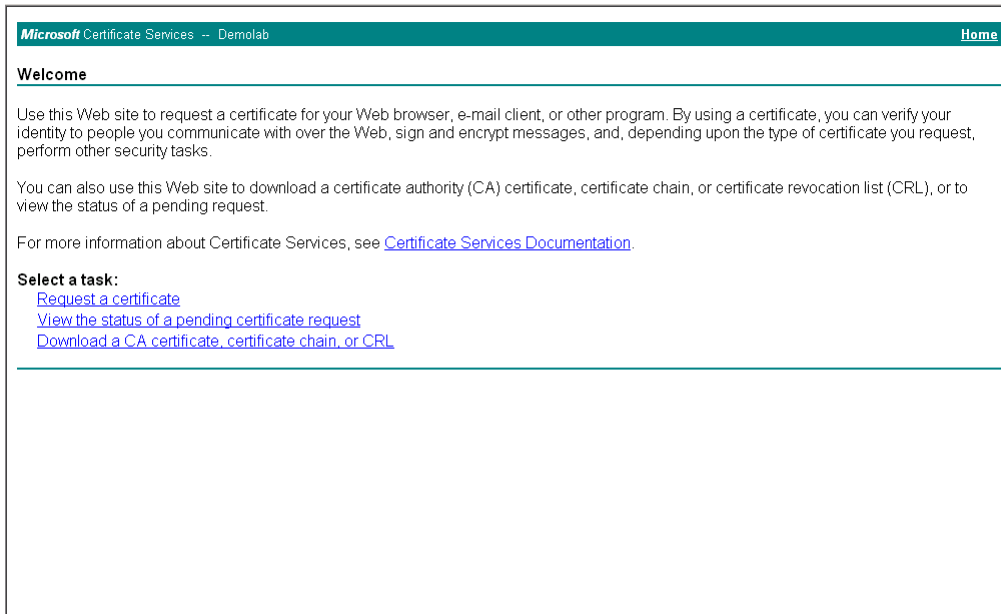 Microsoft Certificate Services -- Demolab Home
Welcome
Use this Web site to request a certificate for your Web browser, e-mail client, or other program. By using a certificate, you can verify your
identity to people you communicate with over the Web, sign and encrypt messages, and, depending upon the type of certificate you request,
perform other security tasks.
You can also use this Web site to download a certificate authority (CA) certificate, certificate chain, or certificate revocation list (CRL), or to
view the status of a pending request.
For more information about Certificate Services, see Certificate Services Documentation.
Select a task:
Request a certificate
View the status of a pending certificate request
Download a CA certificate, certificate chain, or CRL